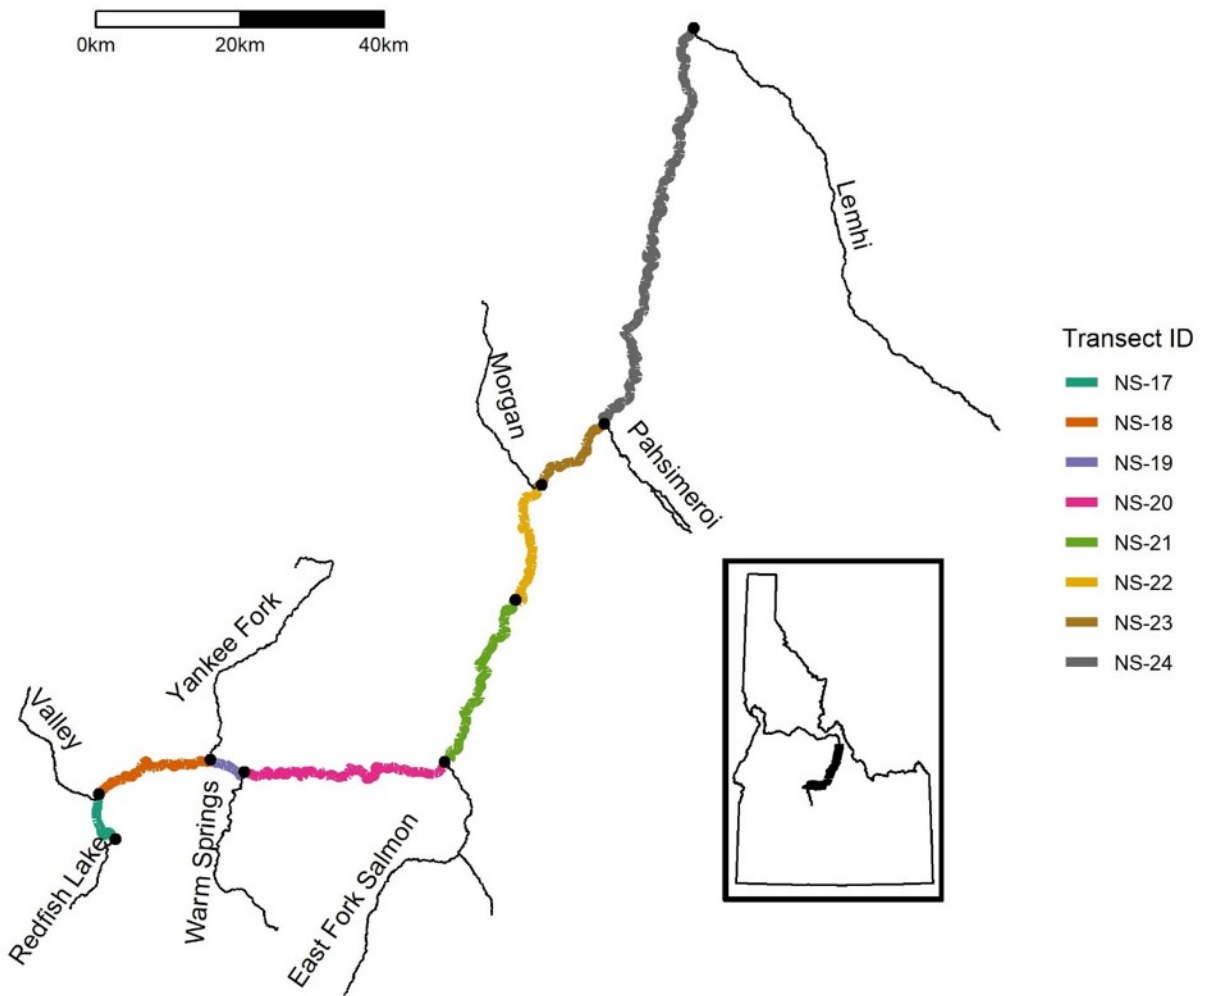 0km
20km
40km
Lemhi
Morgan
Pahsimeroi
Yankee Fork
Valley
Redfish Lake
Warm Springs
East Fork Salmon
Transect ID
NS-17
NS-18
NS-19
NS-20
NS-21
NS-22
NS-23
NS-24